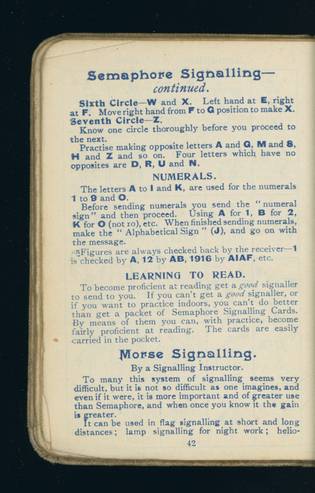 Semaphore Signalling—
continued.
Sixth Circle—W and X. Left hand at E, right
at F. Move right hand from F to G position to make X.
Seventh Circle—Z.
Know one circle thoroughly before you proceed to
the next.
Practise making opposite letters A and G, M and S,
H and Z and so on. Four letters which have no
opposites are D, R, U and N.
NUMERALS.
The letters A to I and K, are used for the numerals
1 to 9 and O.
Before sending numerals you send the "numeral
sign" and then proceed. Using A for 1, B for 2,
K for O (not 10), etc. When finished sending numerals,
make the "Alphabetical Sign" (J), and go on with
the message.
Figures are always checked back by the receiver—1
is checked by A, 12 by AB, 1916 by AIAF, etc.
LEARNING TO READ.
To become proficient at reading get a good signaller
to send to you. If you can't get a good signaller, or
if you want to practice indoors, you can't do better
than get a packet of Semaphore Signalling Cards.
By means of them you can, with practice, become
fairly proficient at reading. The cards are easily
carried in the pocket.
Morse Signalling.
By a Signalling Instructor.
To many this system of signalling seems very
difficult, but it is not so difficult as one imagines, and
even if it were, it is more important and of greater use
than Semaphore, and when once you know it the gain
is greater.
It can be used in flag signalling at short and long
distances; lamp signalling for night work; helio-
42